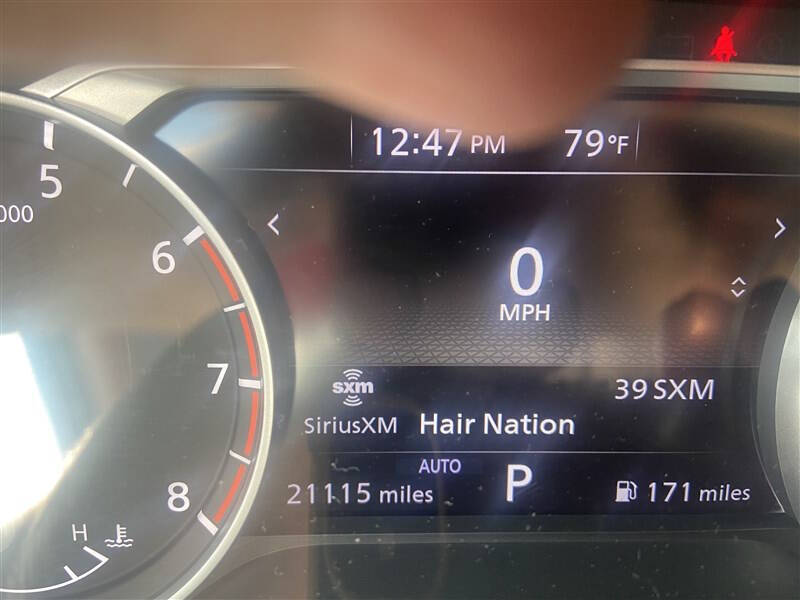 12:47 PM 79°F
5
000
6
0
MPH
7
sxm 39 SXM
SiriusXM Hair Nation
AUTO
21115 miles P 171 miles
8
H